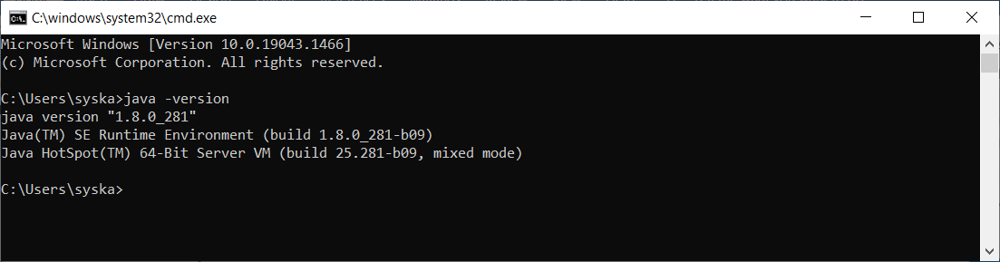 C:\windows\system32\cmd.exe
Microsoft Windows [Version 10.0.19043.1466]
(c) Microsoft Corporation. All rights reserved.
C:\Users\syska>java -version
java version "1.8.0_281"
Java(TM) SE Runtime Environment (build 1.8.0_281-b09)
Java HotSpot(TM) 64-Bit Server VM (build 25.281-b09, mixed mode)
C:\Users\syska>